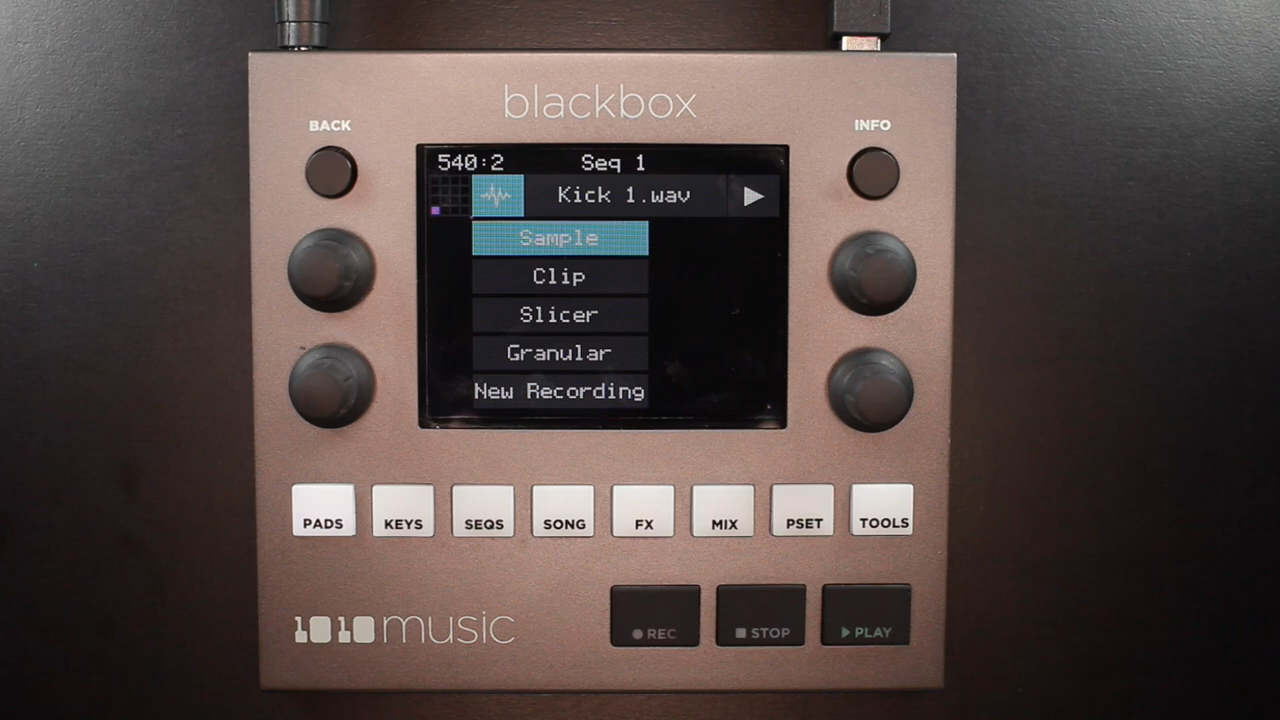 blackbox
BACK
INFO
540:2 Seq 1
Kick 1.wav
Sample
Clip
Slicer
Granular
New Recording
PADS KEYS SEQS SONG FX MIX PSET TOOLS
1010music
REC STOP PLAY